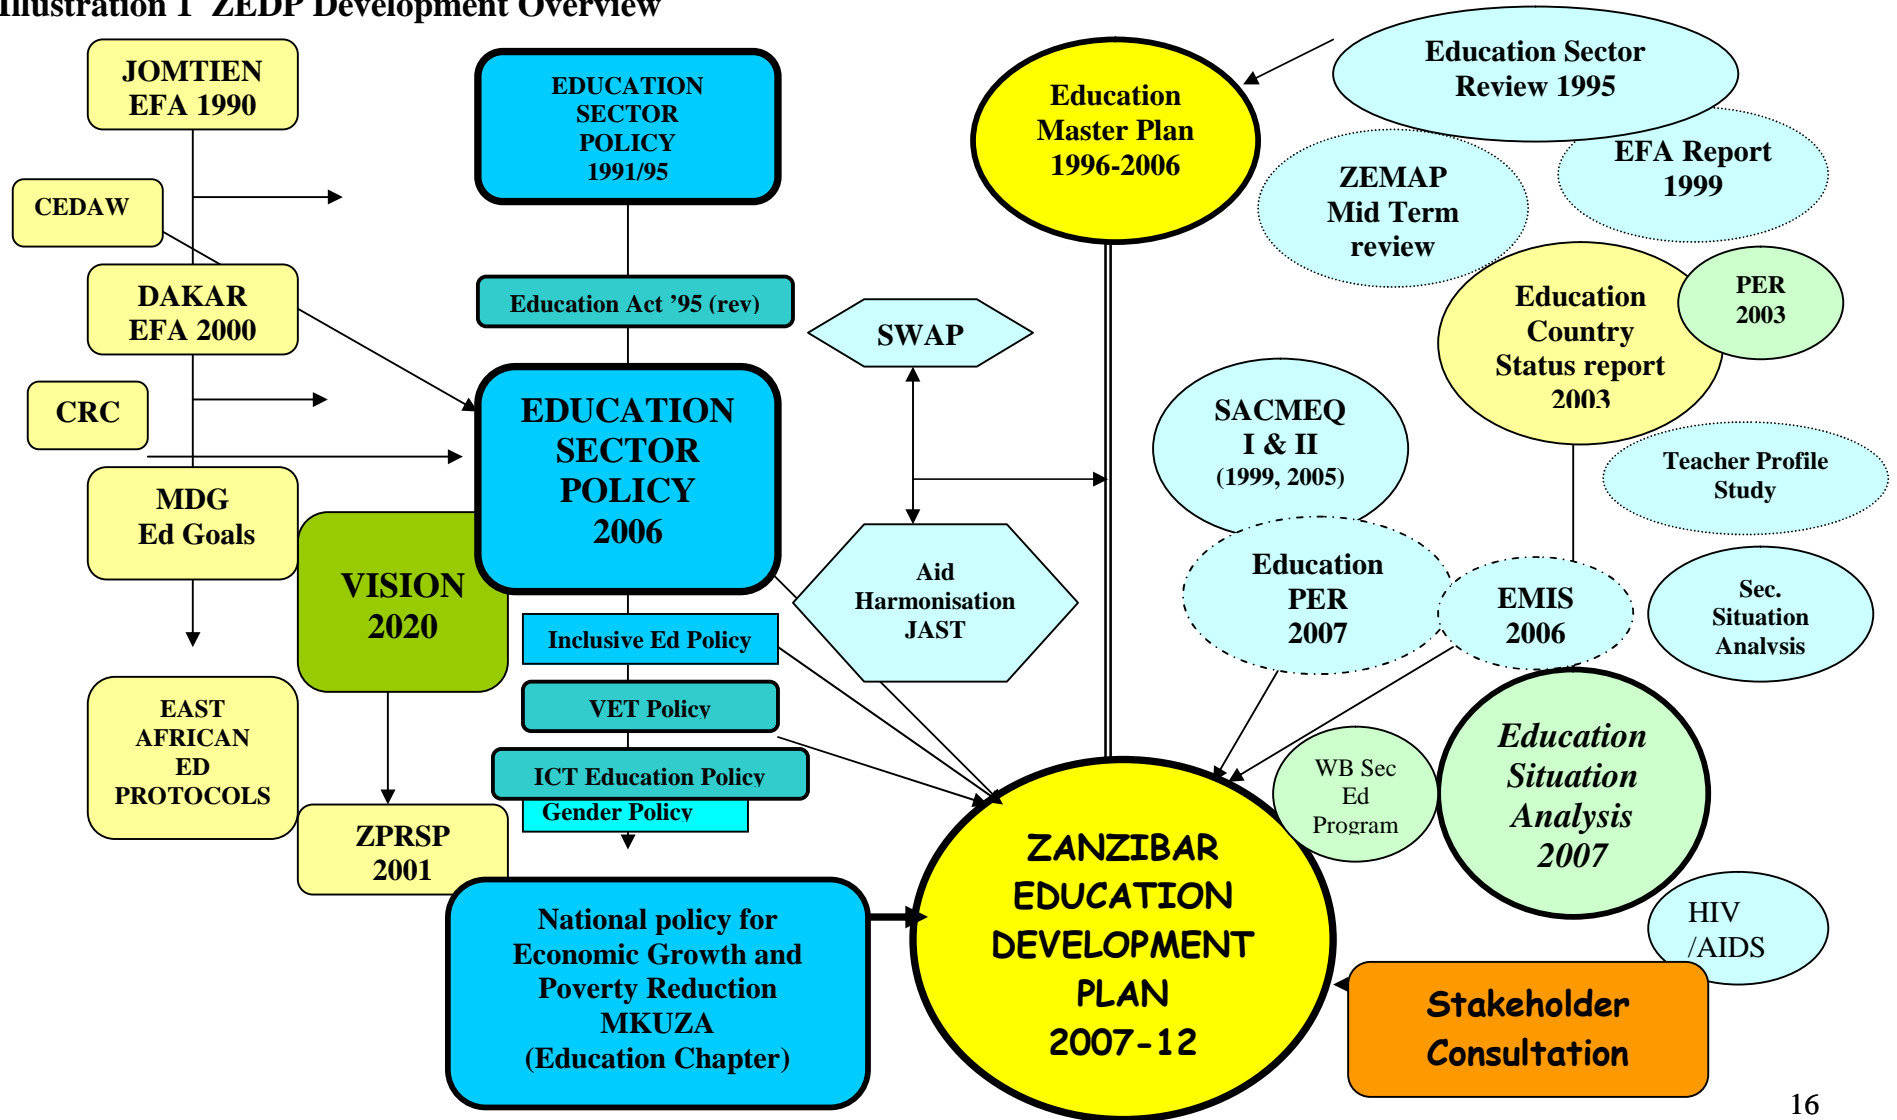 Illustration 1  ZEDP Development Overview
JOMTIEN
EFA 1990
CEDAW
DAKAR
EFA 2000
CRC
MDG
Ed Goals
EAST
AFRICAN
ED
PROTOCOLS
VISION
2020
ZPRSP
2001
EDUCATION
SECTOR
POLICY
1991/95
Education Act ’95 (rev)
EDUCATION
SECTOR
POLICY
2006
Inclusive Ed Policy
VET Policy
ICT Education Policy
Gender Policy
National policy for
Economic Growth and
Poverty Reduction
MKUZA
(Education Chapter)
SWAP
Aid
Harmonisation
JAST
Education
Master Plan
1996-2006
Education Sector
Review 1995
EFA Report
1999
ZEMAP
Mid Term
review
Education
Country
Status report
2003
PER
2003
SACMEQ
I & II
(1999, 2005)
Teacher Profile
Study
Education
PER
2007
EMIS
2006
Sec.
Situation
Analysis
WB Sec
Ed
Program
Education
Situation
Analysis
2007
HIV
/AIDS
ZANZIBAR
EDUCATION
DEVELOPMENT
PLAN
2007-12
Stakeholder
Consultation
16